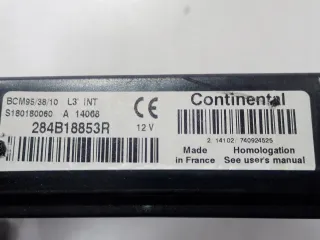 BCM95/38/10 L3' INT
S180180060 A 14068
284B18853R 12 V
Continental
2. 14102: 740924525
Made in France
Homologation See user's manual